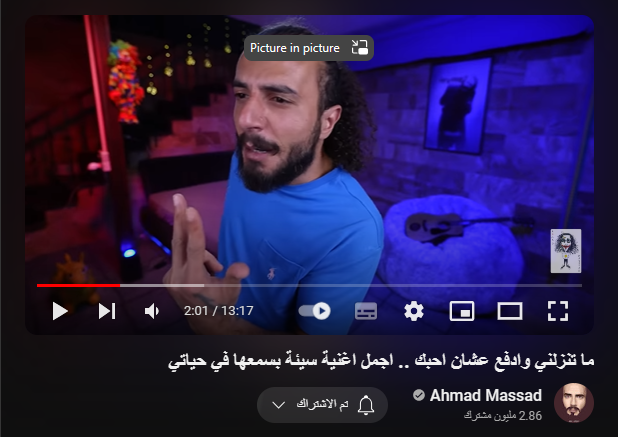 Picture in picture
2:01 / 13:17
ما تنزلني وادفع عشان احبك .. اجمل اغنية سيئة بسمعها في حياتي
Ahmad Massad
2.86 مليون مشترك
تم الاشتراك